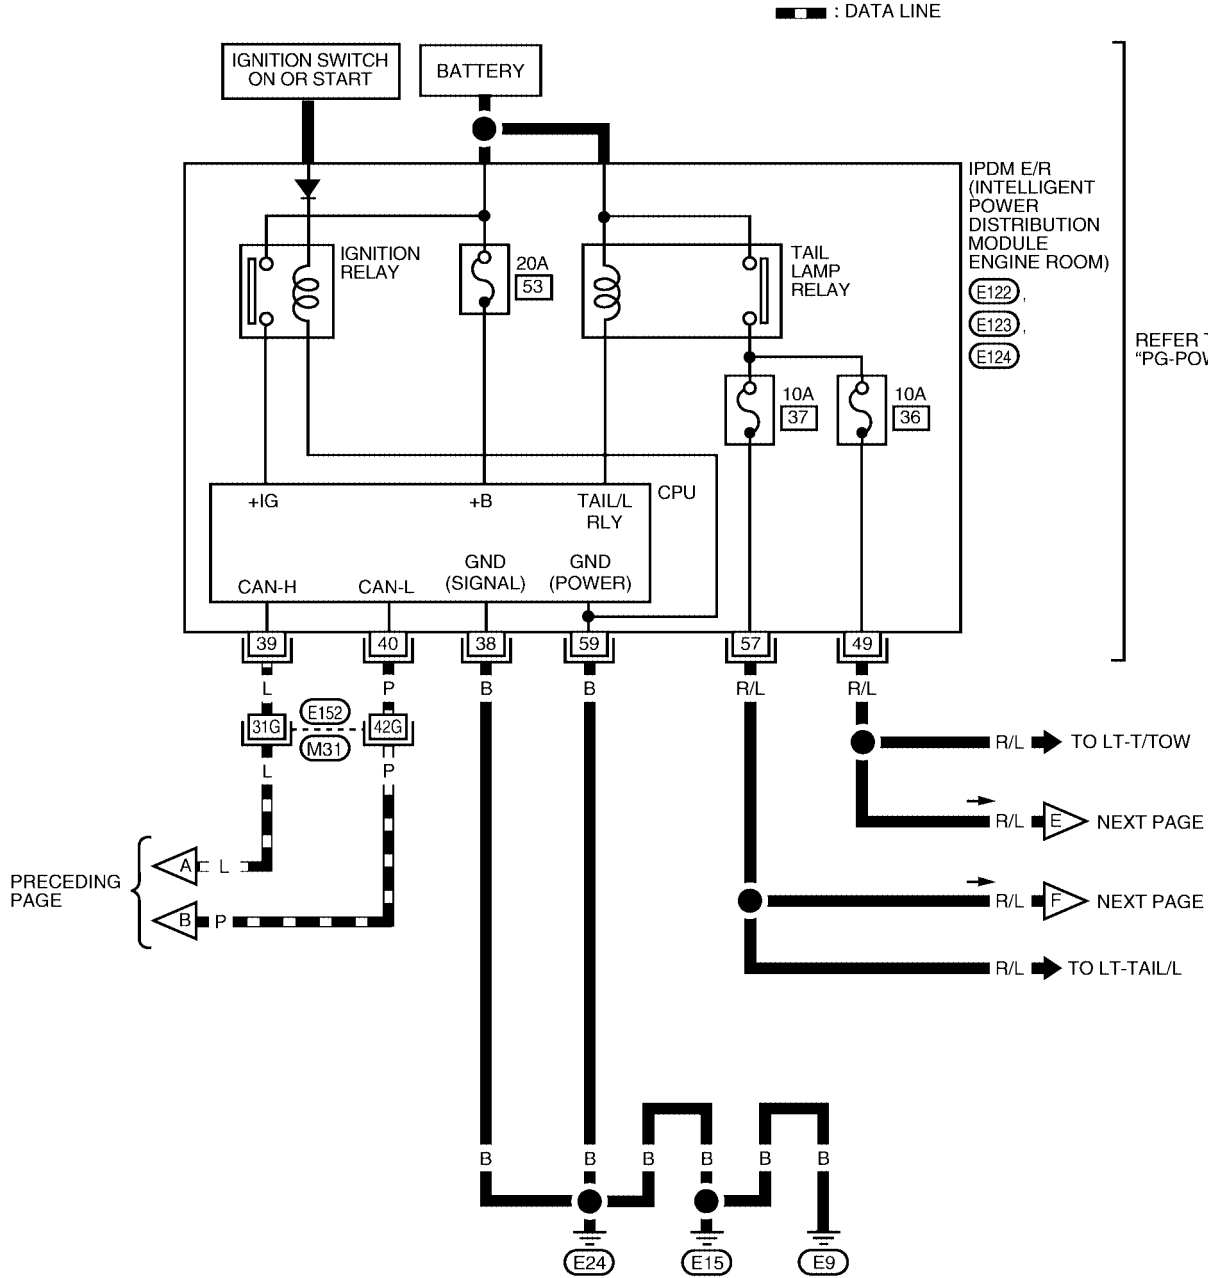 : DATA LINE
IGNITION SWITCH
ON OR START
BATTERY
IPDM E/R
(INTELLIGENT
POWER
DISTRIBUTION
MODULE
ENGINE ROOM)
E122 ,
E123 ,
E124
REFER
"PG-
IGNITION
RELAY
20A
53
TAIL
LAMP
RELAY
10A
37
10A
36
CPU
+IG
+B
TAIL/L
RLY
CAN-H
CAN-L
GND
(SIGNAL)
GND
(POWER)
39
40
38
59
57
49
L
P
B
B
R/L
R/L
31G
E152
M31
42G
L
P
R/L
TO LT-T/TOW
R/L
E
NEXT PAGE
PRECEDING
PAGE
A
L
B
P
R/L
F
NEXT PAGE
R/L
TO LT-TAIL/L
B
B
B
B
B
B
E24
E15
E9